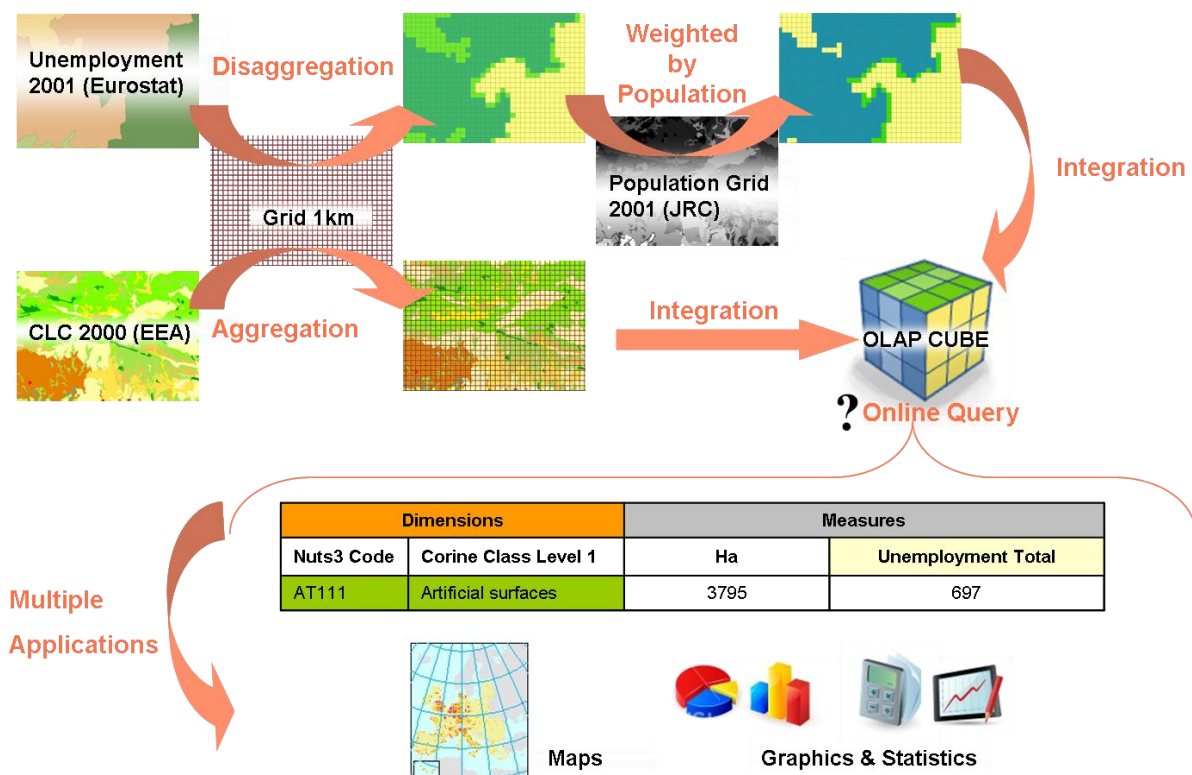 Unemployment
2001 (Eurostat)
Disaggregation
Weighted
by
Population
Integration
Grid 1km
Population Grid
2001 (JRC)
CLC 2000 (EEA)
Aggregation
Integration
OLAP CUBE
? Online Query
Dimensions
Measures
Nuts3 Code
Corine Class Level 1
Ha
Unemployment Total
AT111
Artificial surfaces
3795
697
Multiple
Applications
Maps
Graphics & Statistics